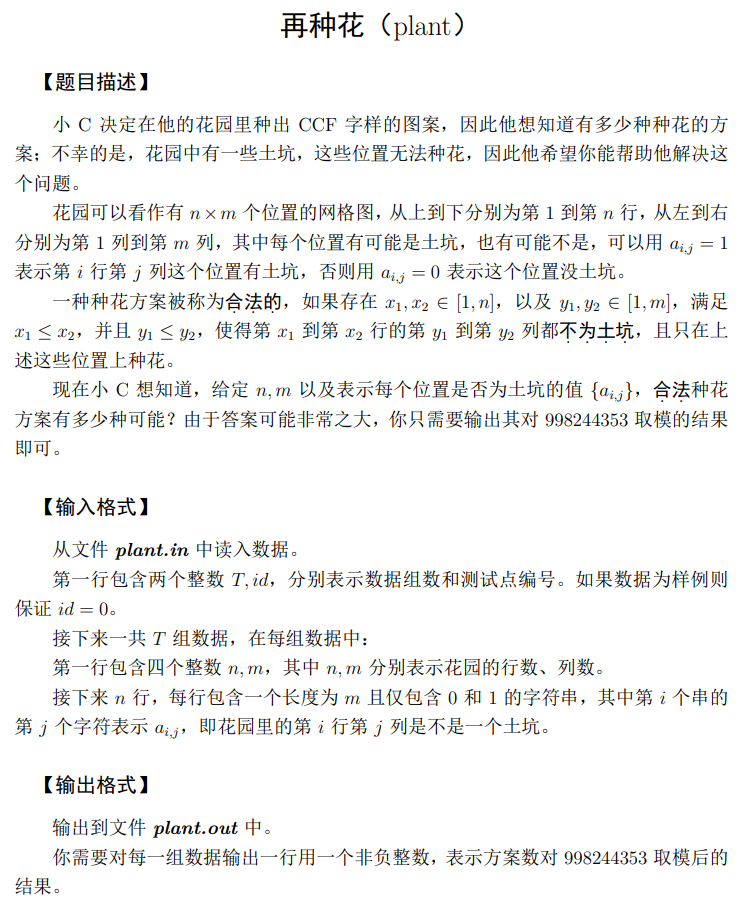 再种花（plant）
【题目描述】
小 C 决定在他的花园里种出 CCF 字样的图案，因此他想知道有多少种种花的方
案；不幸的是，花园中有一些土坑，这些位置无法种花，因此他希望你能帮助他解决这
个问题。
花园可以看作有 n×m 个位置的网格图，从上到下分别为第 1 到第 n 行，从左到右
分别为第 1 列到第 m 列，其中每个位置有可能是土坑，也有可能不是，可以用 a_{i,j} = 1
表示第 i 行第 j 列这个位置有土坑，否则用 a_{i,j} = 0 表示这个位置没土坑。
一种种花方案被称为合法的，如果存在 x₁, x₂ ∈ [1, n]，以及 y₁, y₂ ∈ [1, m]，满足
x₁ ≤ x₂，并且 y₁ ≤ y₂，使得第 x₁ 到第 x₂ 行的第 y₁ 到第 y₂ 列都不为土坑，且只在上
述这些位置上种花。
现在小 C 想知道，给定 n, m 以及表示每个位置是否为土坑的值 {a_{i,j}}，合法种花
方案有多少种可能？由于答案可能非常之大，你只需要输出其对 998244353 取模的结果
即可。
【输入格式】
从文件 plant.in 中读入数据。
第一行包含两个整数 T, id，分别表示数据组数和测试点编号。如果数据为样例则
保证 id = 0。
接下来一共 T 组数据，在每组数据中：
第一行包含四个整数 n, m，其中 n, m 分别表示花园的行数、列数。
接下来 n 行，每行包含一个长度为 m 且仅包含 0 和 1 的字符串，其中第 i 个串的
第 j 个字符表示 a_{i,j}，即花园里的第 i 行第 j 列是不是一个土坑。
【输出格式】
输出到文件 plant.out 中。
你需要对每一组数据输出一行用一个非负整数，表示方案数对 998244353 取模后的
结果。